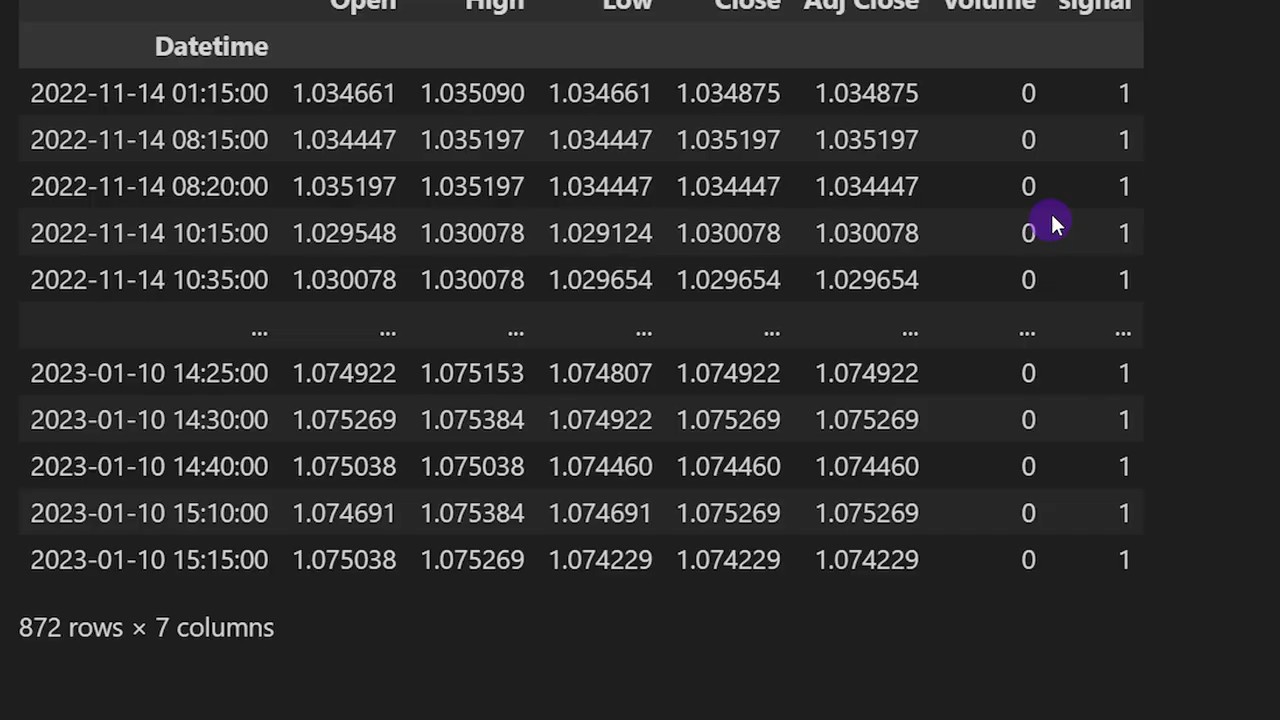 Open High Low Close Adj Close Volume signal
Datetime
2022-11-14 01:15:00 1.034661 1.035090 1.034661 1.034875 1.034875 0 1
2022-11-14 08:15:00 1.034447 1.035197 1.034447 1.035197 1.035197 0 1
2022-11-14 08:20:00 1.035197 1.035197 1.034447 1.034447 1.034447 0 1
2022-11-14 10:15:00 1.029548 1.030078 1.029124 1.030078 1.030078 0 1
2022-11-14 10:35:00 1.030078 1.030078 1.029654 1.029654 1.029654 0 1
... ... ... ... ... ... ... ...
2023-01-10 14:25:00 1.074922 1.075153 1.074807 1.074922 1.074922 0 1
2023-01-10 14:30:00 1.075269 1.075384 1.074922 1.075269 1.075269 0 1
2023-01-10 14:40:00 1.075038 1.075038 1.074460 1.074460 1.074460 0 1
2023-01-10 15:10:00 1.074691 1.075384 1.074691 1.075269 1.075269 0 1
2023-01-10 15:15:00 1.075038 1.075269 1.074229 1.074229 1.074229 0 1
872 rows × 7 columns